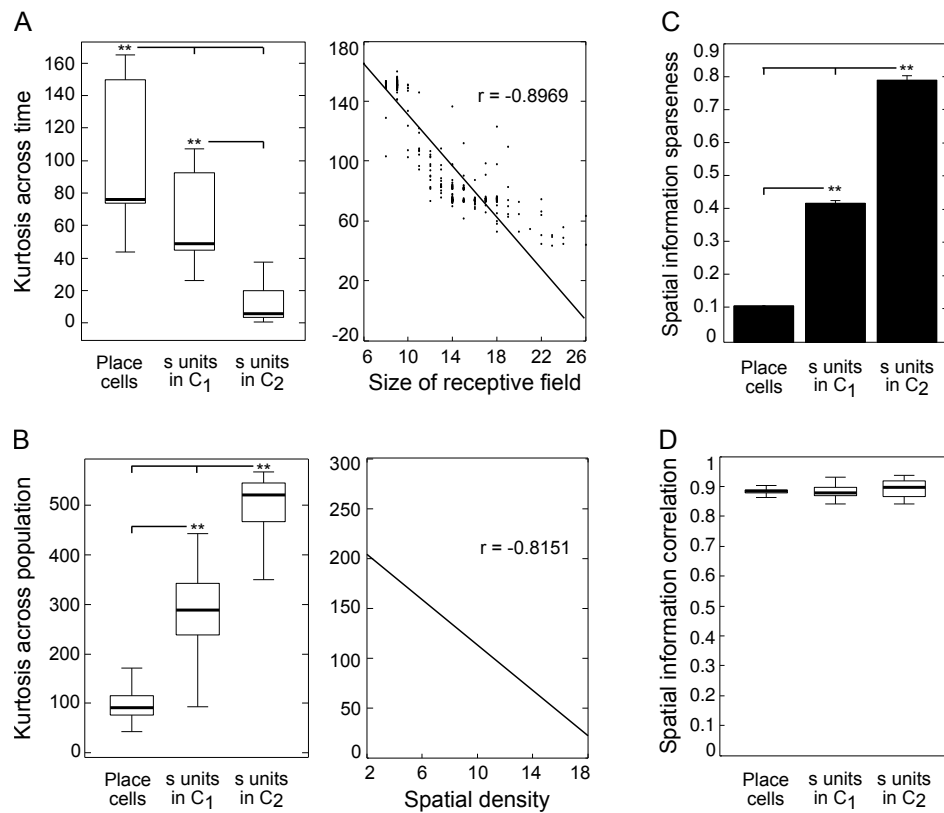 A
Kurtosis across time
160
140
120
100
80
60
40
20
0
**
**
Place cells
s units in C1
s units in C2
180
140
100
60
20
-20
r = -0.8969
6
10
14
18
22
26
Size of receptive field
C
Spatial information sparseness
0.9
0.8
0.7
0.6
0.5
0.4
0.3
0.2
0.1
0
**
**
Place cells
s units in C1
s units in C2
B
Kurtosis across population
500
400
300
200
100
0
**
**
Place cells
s units in C1
s units in C2
300
250
200
150
100
50
0
r = -0.8151
2
6
10
14
18
Spatial density
D
Spatial information correlation
1
0.9
0.8
0.7
0.6
0.5
0.4
0.3
0.2
0.1
0
Place cells
s units in C1
s units in C2